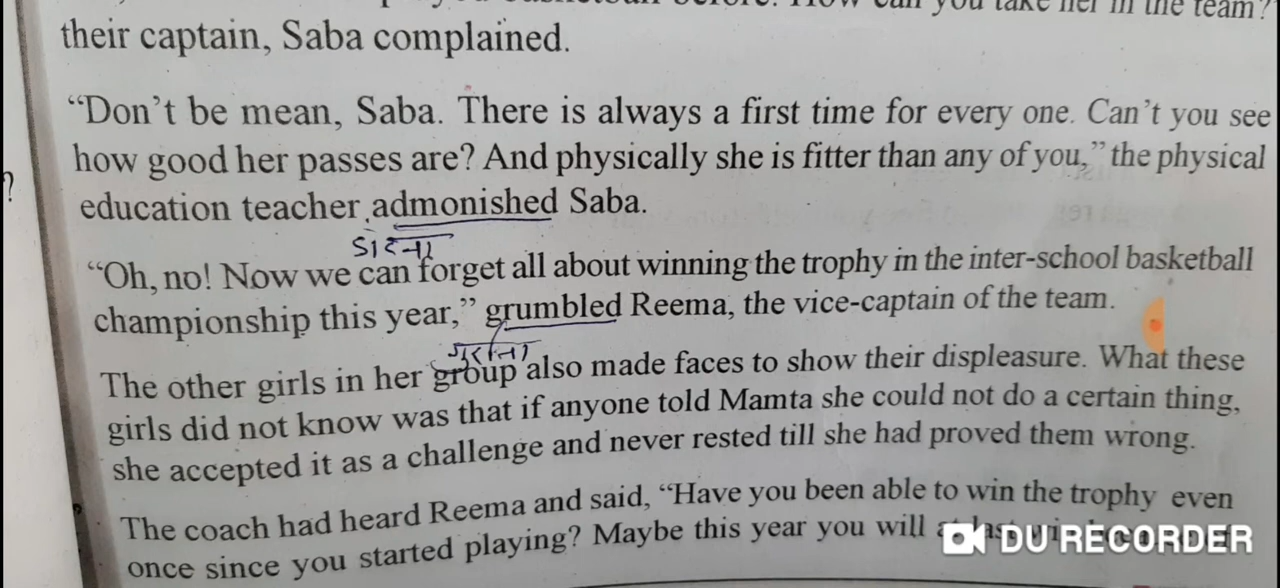 you take her in the team?
their captain, Saba complained.
“Don’t be mean, Saba. There is always a first time for every one. Can’t you see
how good her passes are? And physically she is fitter than any of you,” the physical
education teacher admonished Saba.
डांटना
“Oh, no! Now we can forget all about winning the trophy in the inter-school basketball
championship this year,” grumbled Reema, the vice-captain of the team.
The other girls in her group also made faces to show their displeasure. What these
girls did not know was that if anyone told Mamta she could not do a certain thing,
she accepted it as a challenge and never rested till she had proved them wrong.
The coach had heard Reema and said, “Have you been able to win the trophy even
once since you started playing? Maybe this year you will
DU RECORDER